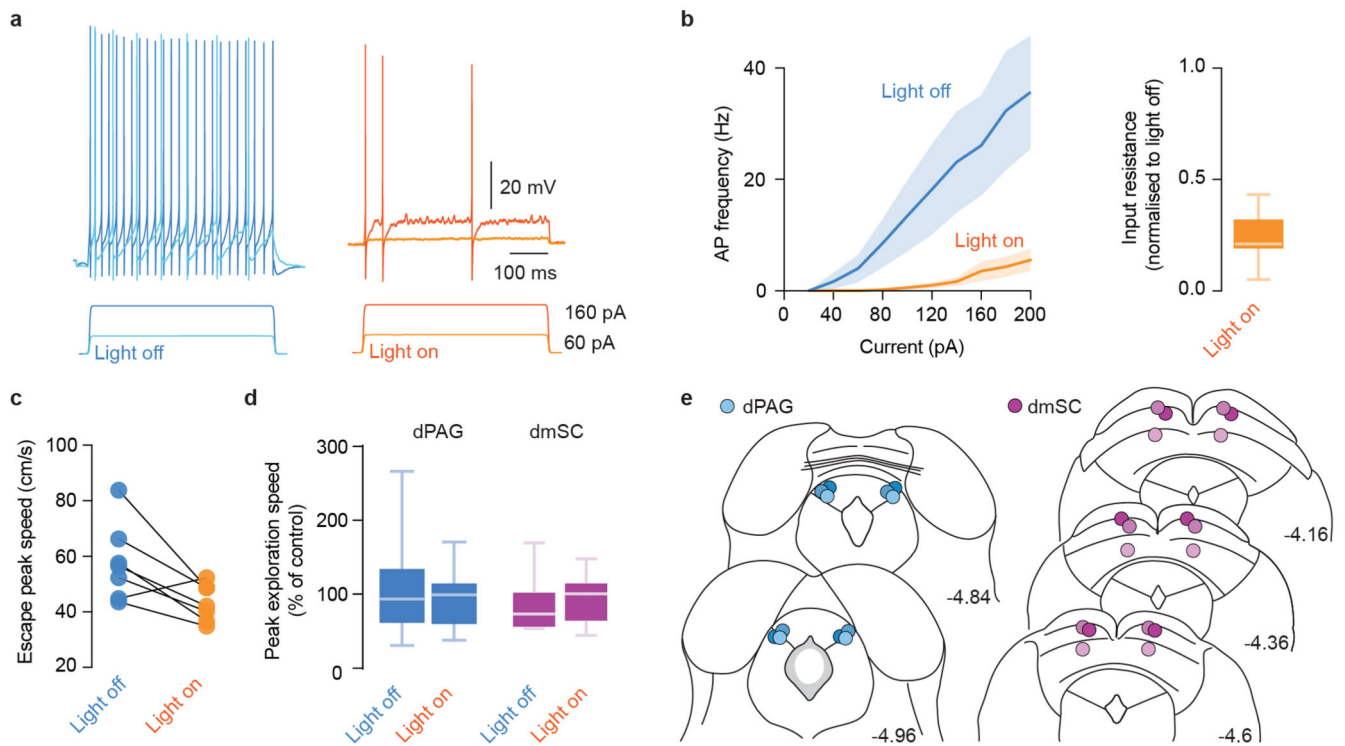 a
20 mV
100 ms
160 pA
60 pA
Light off
Light on
b
AP frequency (Hz)
40
20
0
Light off
Light on
0
40
80
120
160
200
Current (pA)
Input resistance
(normalised to light off)
1.0
0.5
0.0
Light on
c
Escape peak speed (cm/s)
100
80
60
40
20
Light off
Light on
d
Peak exploration speed
(% of control)
300
200
100
0
dPAG
dmSC
Light off
Light on
Light off
Light on
e
dPAG
dmSC
-4.84
-4.96
-4.16
-4.36
-4.6